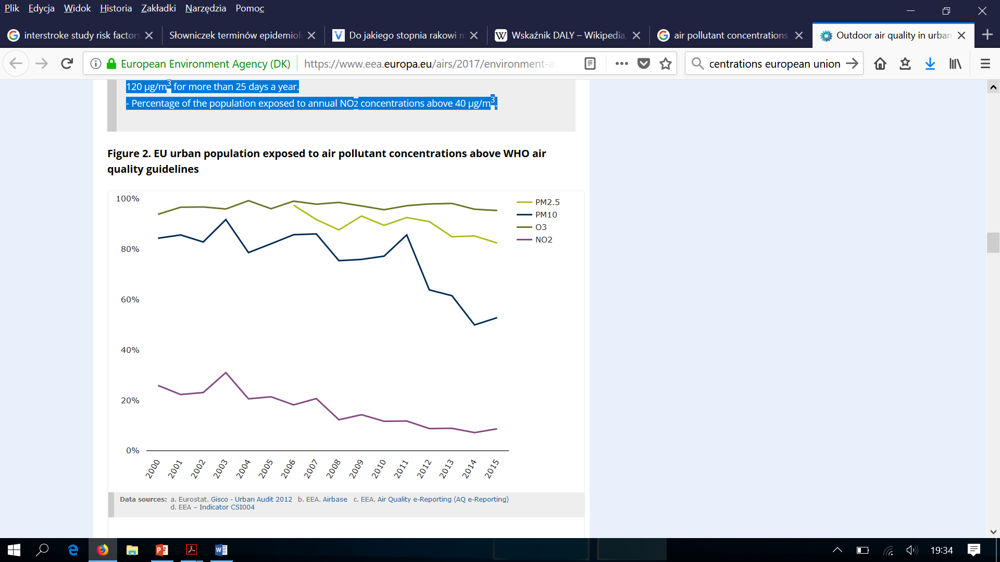 Plik Edycja Widok Historia Zakładki Narzędzia Pomoc
interstroke study risk factors
Słowniczek terminów epidemiolo
Do jakiego stopnia rakowi m
Wskaźnik DALY – Wikipedia,
air pollutant concentrations
Outdoor air quality in urban
European Environment Agency (DK)
https://www.eea.europa.eu/airs/2017/environment-a
centrations european union
120 µg/m3 for more than 25 days a year.
- Percentage of the population exposed to annual NO2 concentrations above 40 µg/m3.
Figure 2. EU urban population exposed to air pollutant concentrations above WHO air
quality guidelines
100%
80%
60%
40%
20%
0%
PM2.5
PM10
O3
NO2
2000 2001 2002 2003 2004 2005 2006 2007 2008 2009 2010 2011 2012 2013 2014 2015
Data sources: a. Eurostat. Gisco - Urban Audit 2012 b. EEA. Airbase c. EEA. Air Quality e-Reporting (AQ e-Reporting)
d. EEA – Indicator CSI004
19:34